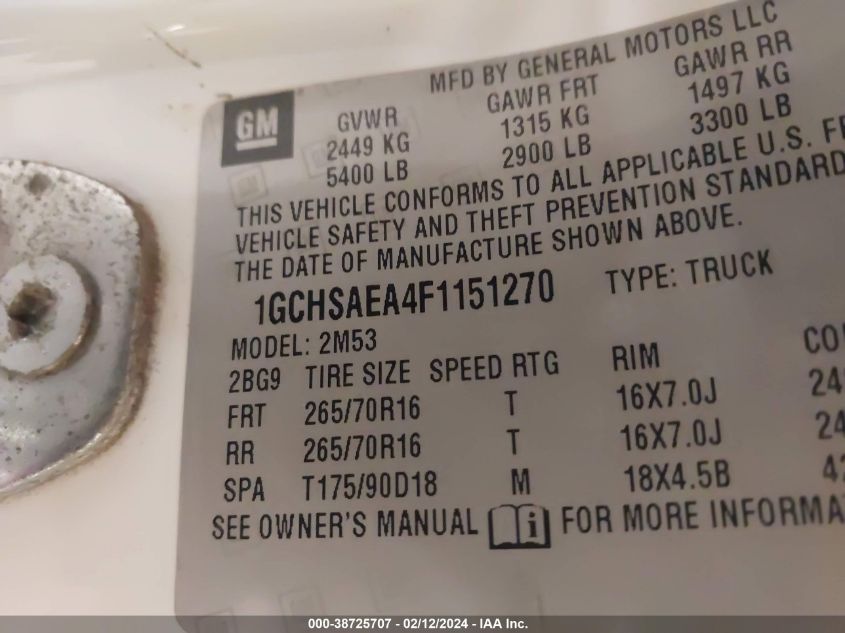 GM
MFD BY GENERAL MOTORS LLC
GVWR GAWR FRT GAWR RR
2449 KG 1315 KG 1497 KG
5400 LB 2900 LB 3300 LB
THIS VEHICLE CONFORMS TO ALL APPLICABLE U.S.
VEHICLE SAFETY AND THEFT PREVENTION STANDARD
THE DATE OF MANUFACTURE SHOWN ABOVE.
1GCHSAEA4F1151270 TYPE: TRUCK
MODEL: 2M53
2BG9 TIRE SIZE SPEED RTG RIM
FRT 265/70R16 T 16X7.0J
RR 265/70R16 T 16X7.0J
SPA T175/90D18 M 18X4.5B
SEE OWNER'S MANUAL i FOR MORE INFORMA
000-38725707 - 02/12/2024 - IAA Inc.